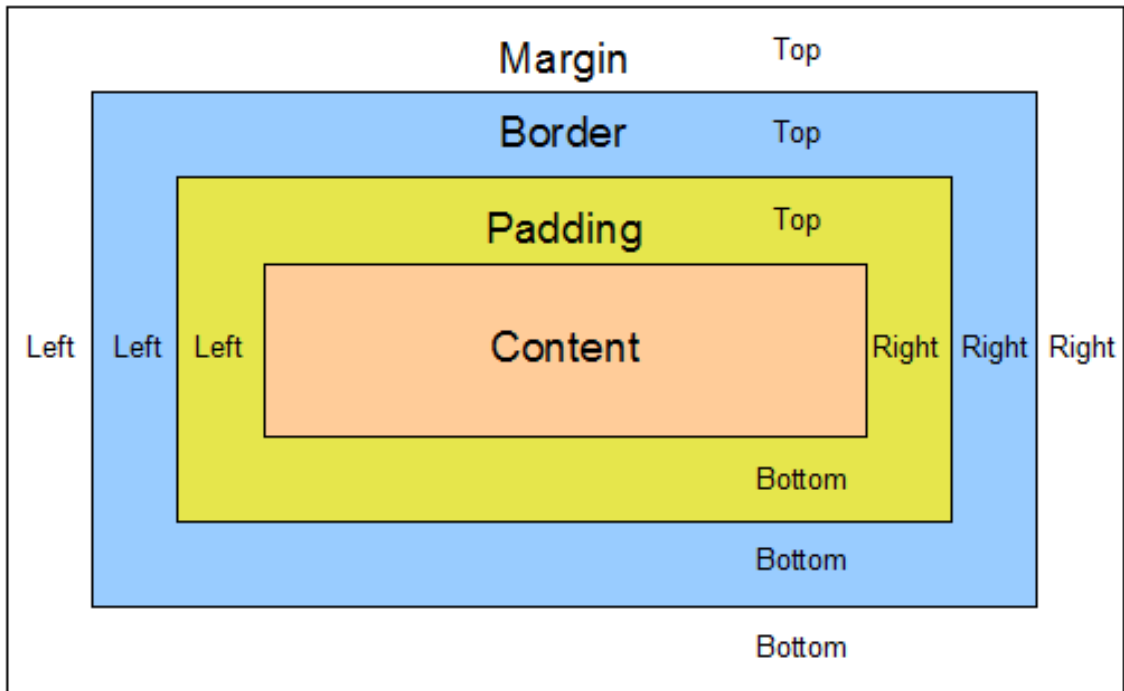 Margin Top
Border Top
Padding Top
Left Left Left Content Right Right Right
Bottom
Bottom
Bottom